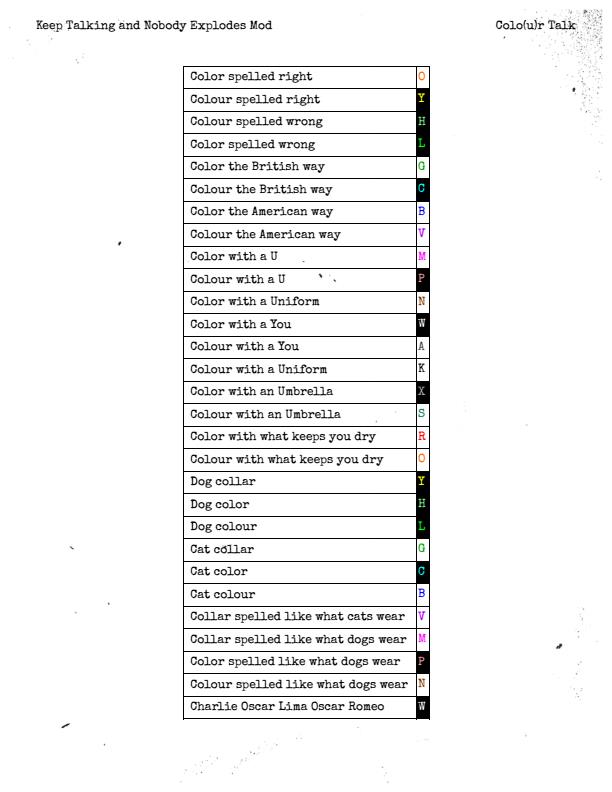 Keep Talking and Nobody Explodes Mod Colo(u)r Talk
Color spelled right O
Colour spelled right Y
Colour spelled wrong H
Color spelled wrong L
Color the British way G
Colour the British way C
Color the American way B
Colour the American way V
Color with a U M
Colour with a U P
Color with a Uniform N
Color with a You W
Colour with a You A
Colour with a Uniform K
Color with an Umbrella X
Colour with an Umbrella S
Color with what keeps you dry R
Colour with what keeps you dry O
Dog collar Y
Dog color H
Dog colour L
Cat collar G
Cat color C
Cat colour B
Collar spelled like what cats wear V
Collar spelled like what dogs wear M
Color spelled like what dogs wear P
Colour spelled like what dogs wear N
Charlie Oscar Lima Oscar Romeo W